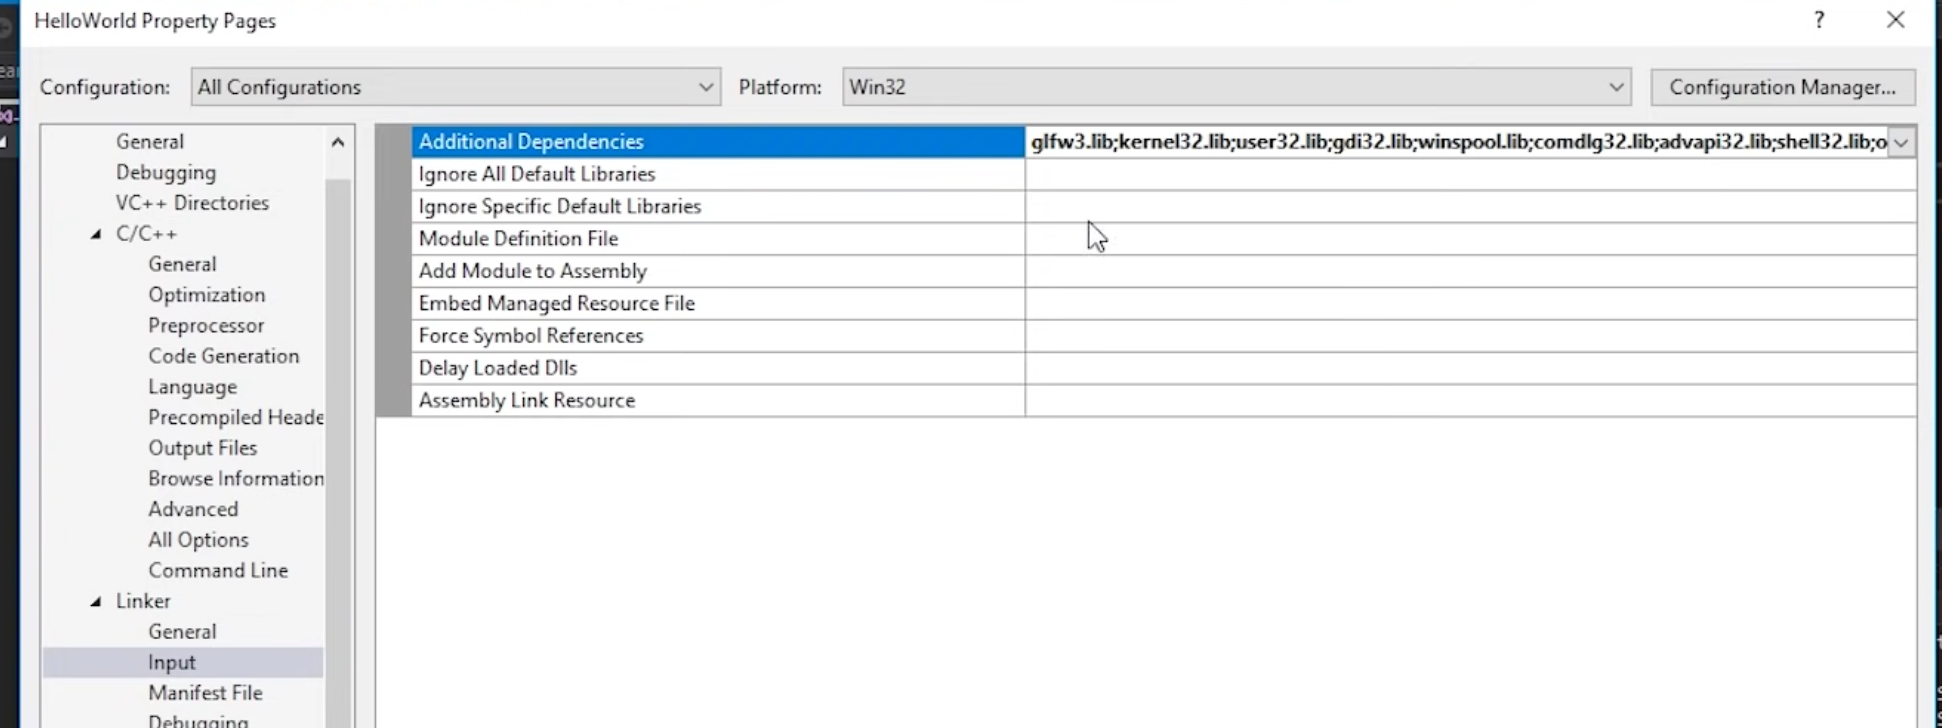 HelloWorld Property Pages
?
Configuration: All Configurations Platform: Win32 Configuration Manager...
General
Debugging
VC++ Directories
C/C++
General
Optimization
Preprocessor
Code Generation
Language
Precompiled Heade
Output Files
Browse Information
Advanced
All Options
Command Line
Linker
General
Input
Manifest File
Debugging
Additional Dependencies glfw3.lib;kernel32.lib;user32.lib;gdi32.lib;winspool.lib;comdlg32.lib;advapi32.lib;shell32.lib;o
Ignore All Default Libraries
Ignore Specific Default Libraries
Module Definition File
Add Module to Assembly
Embed Managed Resource File
Force Symbol References
Delay Loaded Dlls
Assembly Link Resource